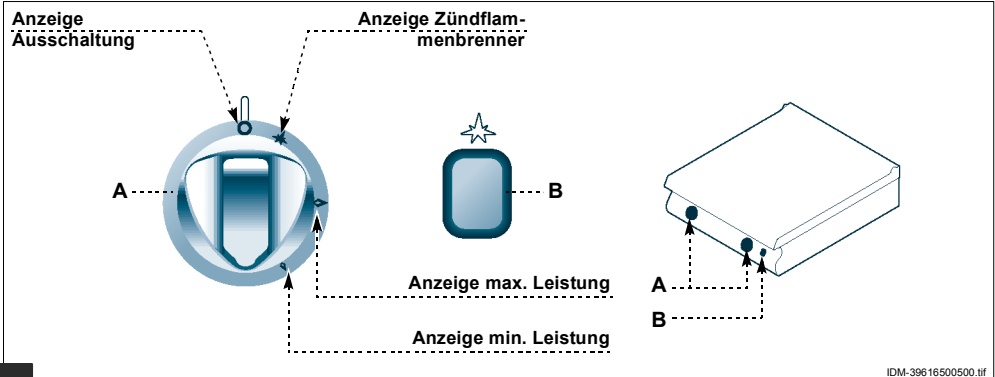 Anzeige
Ausschaltung
Anzeige Zündflam-
menbrenner
A
B
Anzeige max. Leistung
Anzeige min. Leistung
A
B
IDM-39616500500.tif